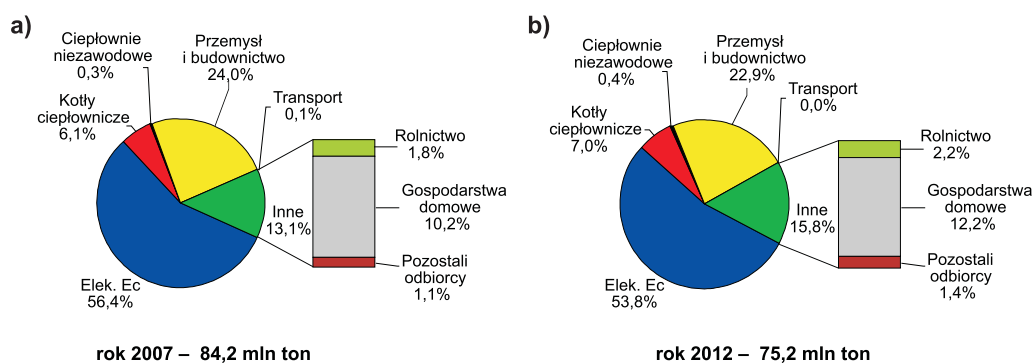 a)
Ciepłownie
niezawodowe
0,3%
Przemysł
i budownictwo
24,0%
Kotły
ciepłownicze
6,1%
Transport
0,1%
Rolnictwo
1,8%
Gospodarstwa
domowe
10,2%
Inne
13,1%
Pozostali
odbiorcy
1,1%
Elek. Ec
56,4%
rok 2007 – 84,2 mln ton
b)
Ciepłownie
niezawodowe
0,4%
Przemysł
i budownictwo
22,9%
Kotły
ciepłownicze
7,0%
Transport
0,0%
Rolnictwo
2,2%
Gospodarstwa
domowe
12,2%
Inne
15,8%
Pozostali
odbiorcy
1,4%
Elek. Ec
53,8%
rok 2012 – 75,2 mln ton